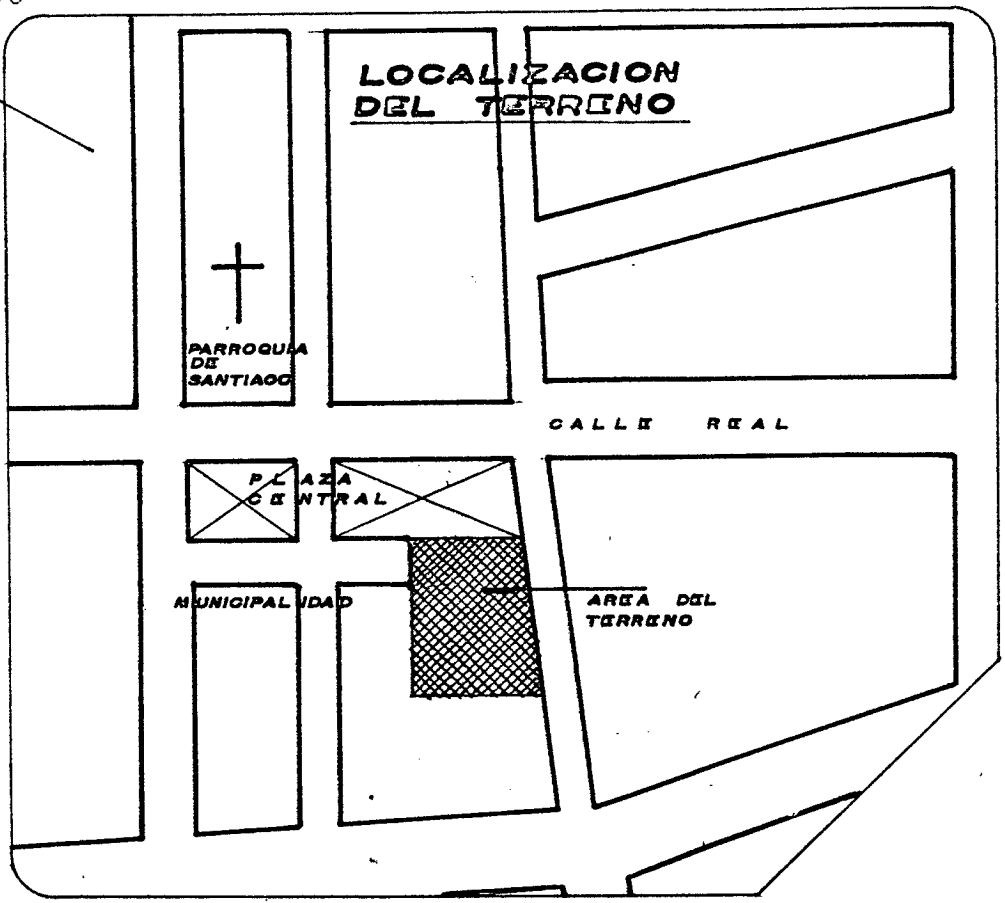 LOCALIZACION
DEL TERRENO
PARROQUIA
DE
SANTIAGO
CALLE REAL
PLAZA
CENTRAL
MUNICIPALIDAD
AREA DEL
TERRENO